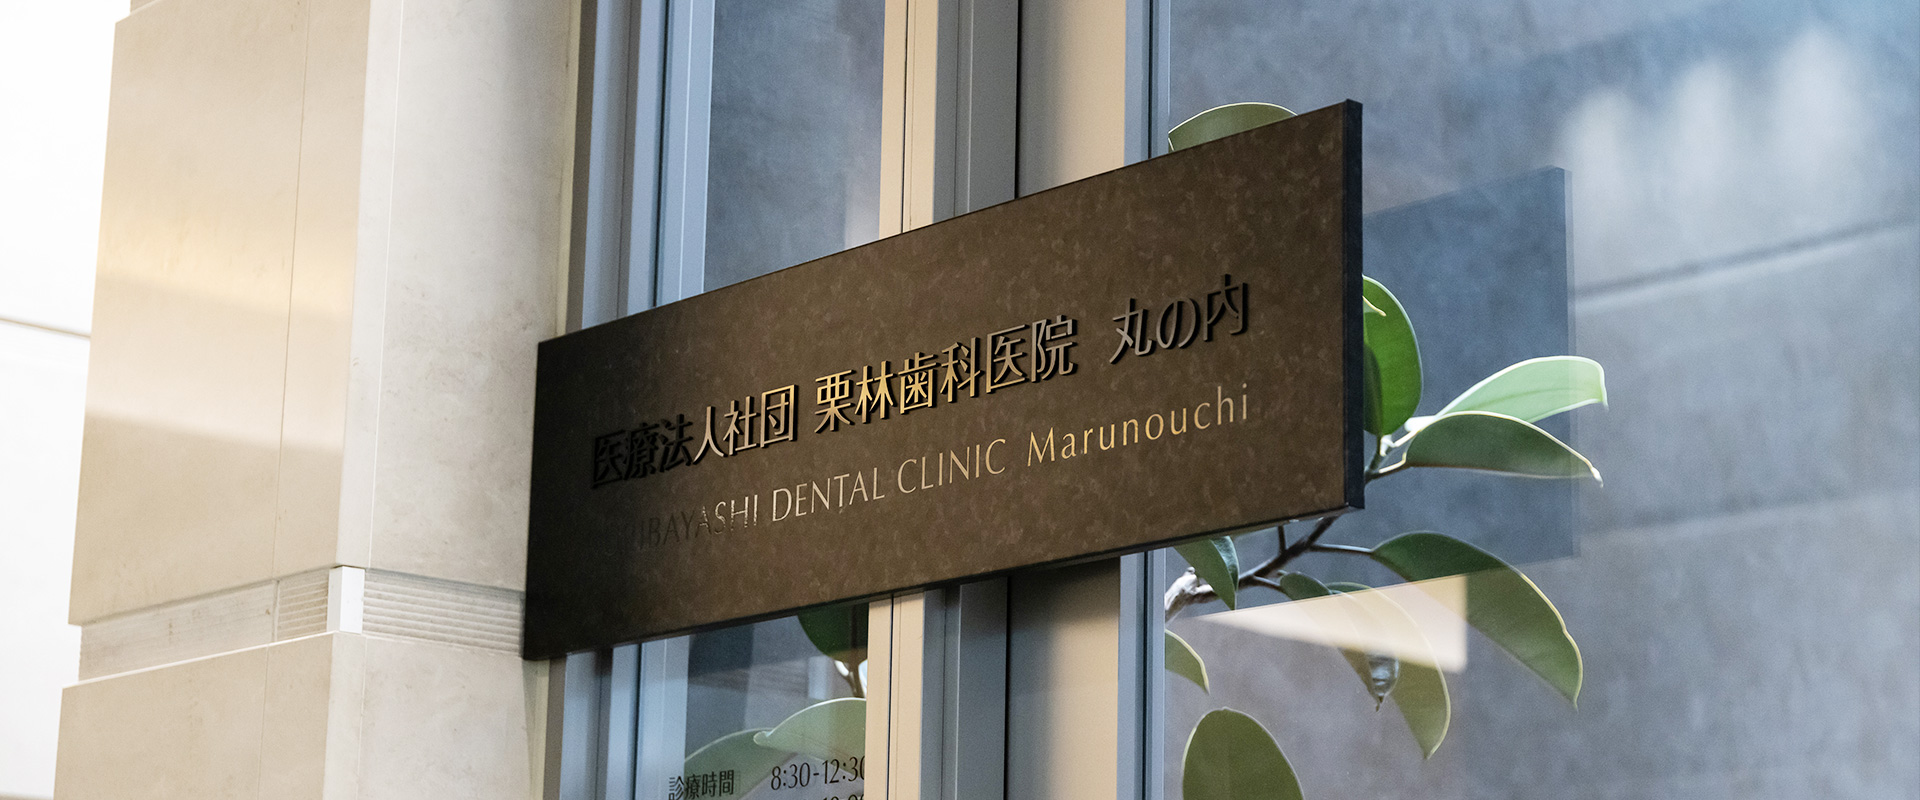 医療法人社団 栗林歯科医院 丸の内
KURIBAYASHI DENTAL CLINIC Marunouchi
診療時間 8:30-12:30